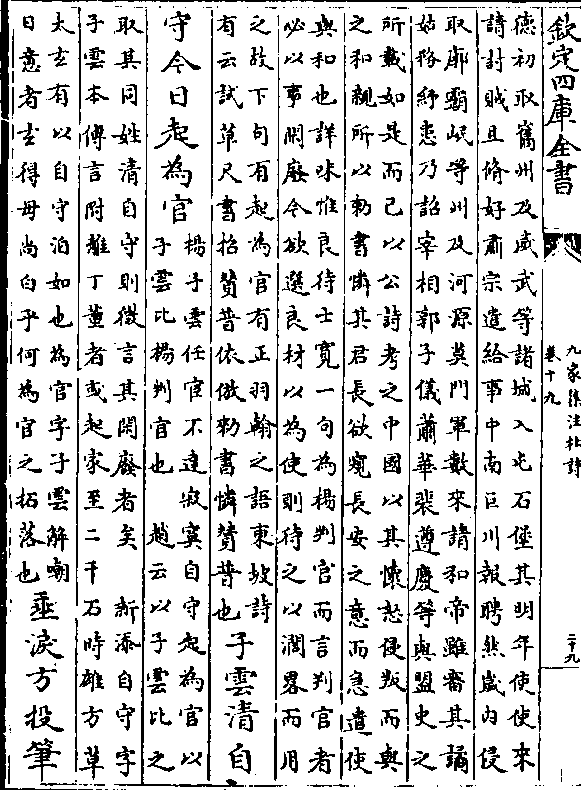 欽定四庫全書
九家集注杜詩
卷十九
二十九
德初取舊州及威武等諸城入屯石堡其明年使使來
請討賊且脩好肅宗遣給事中南巨川報聘然歲內侵
取廓霸岷等州及河源莫門軍數來請和帝雖審其譎
姑務紓患乃詔宰相郭子儀蕭華裴遵慶等與盟史之
所載如是而已以公詩考之中國以其懷怒侵叛而與
之和親所以勅書憐其君長欲窺長安之意而急遣使
與和也詳味惟良待士寛一句為楊判官而言判官者
必以事閑廢今欲選良材以為使則待之以濶畧而用
之故下句有起為官有正羽翰之語東坡詩
有云試草尺書招贊普依倣勅書憐贊普也
子雲清自
守今日起為官
楊子雲仕宦不達寂寞自守起為官以
子雲比楊判官也 趙云以子雲比之
取其同姓清自守則微言其閑廢者矣 新添自守字
子雲本傳言附離丁董者或起家至二千石時雄方草
太玄有以自守泊如也為官字子雲解嘲
曰意者玄得毋尚白乎何為官之拓落也
垂淚方投筆